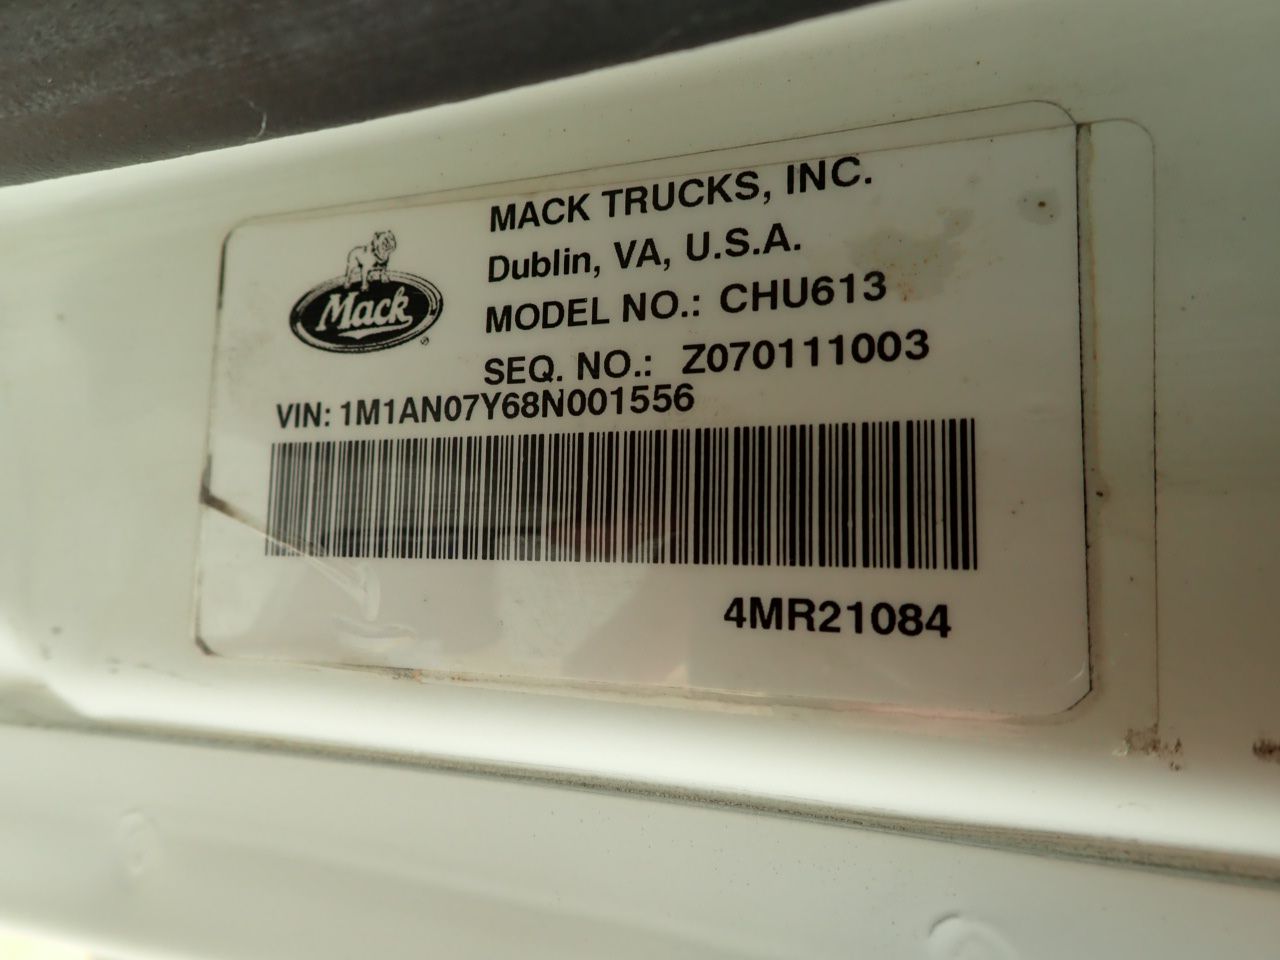 MACK TRUCKS, INC.
Dublin, VA, U.S.A.
MODEL NO.: CHU613
SEQ. NO.: Z070111003
Mack
VIN: 1M1AN07Y68N001556
4MR21084